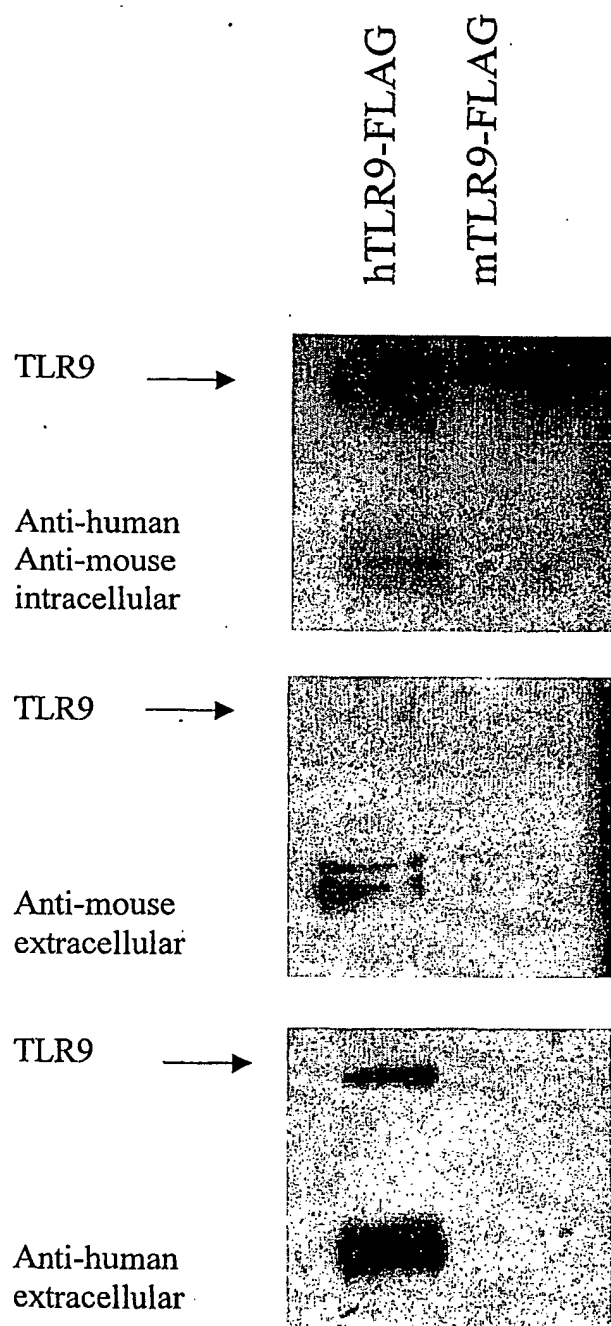 hTLR9-FLAG
mTLR9-FLAG
TLR9
Anti-human
Anti-mouse
intracellular
TLR9
Anti-mouse
extracellular
TLR9
Anti-human
extracellular